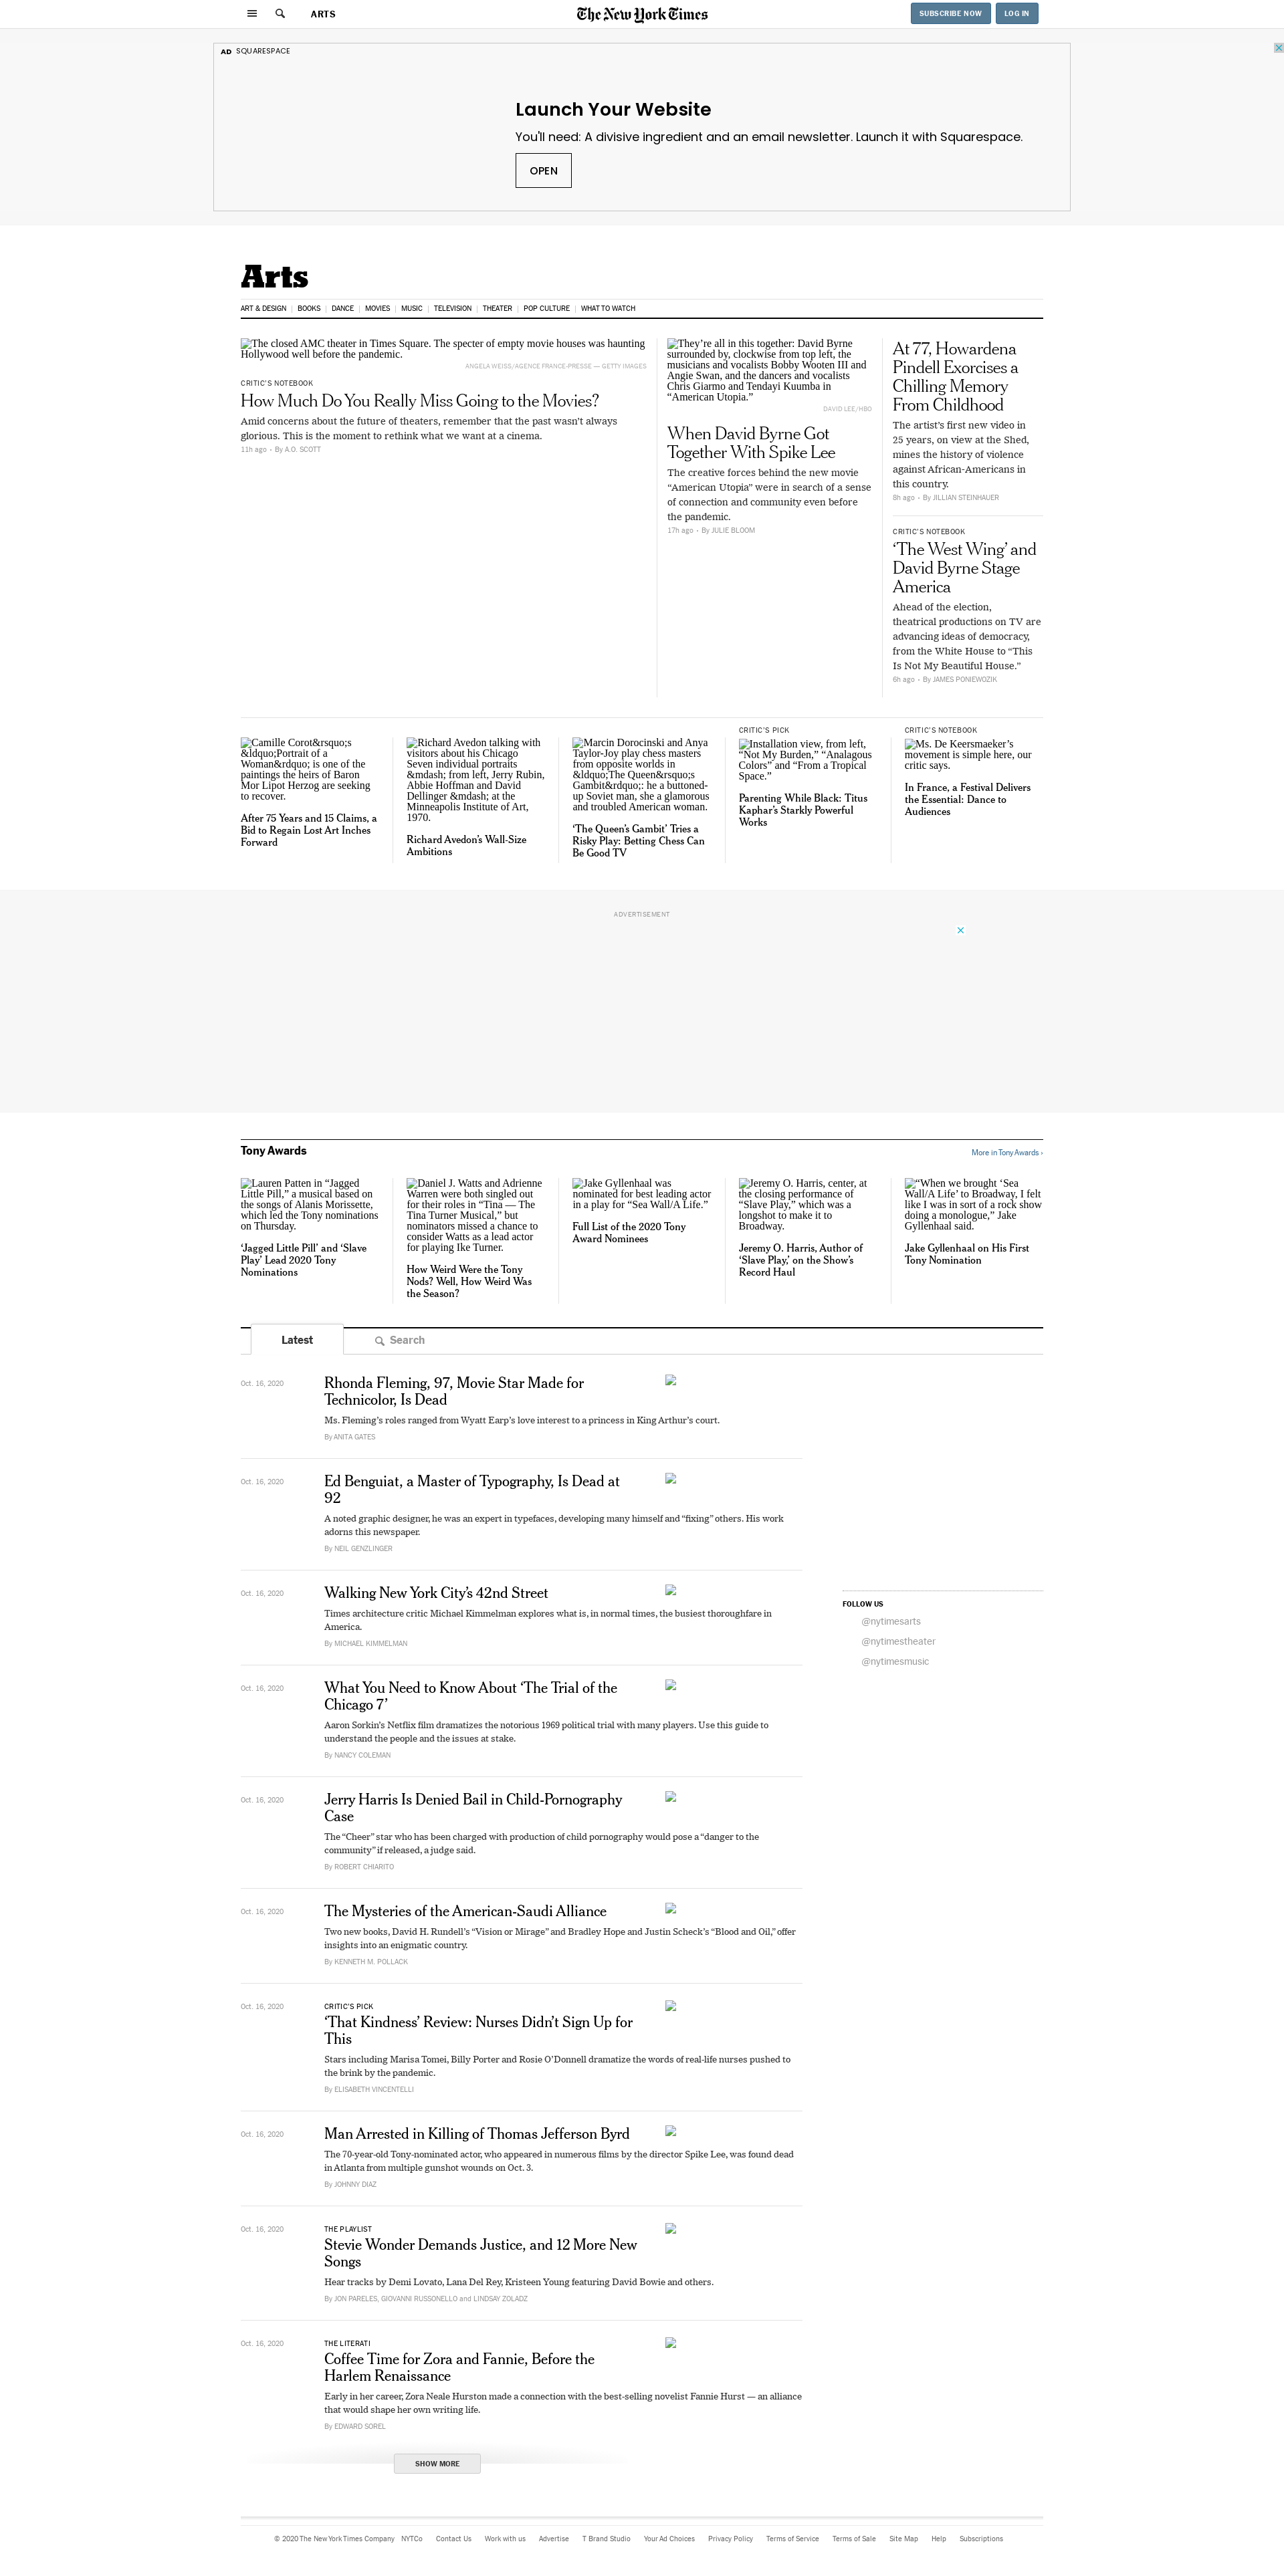 ARTS
The New York Times
SUBSCRIBE NOW
LOG IN
AD SQUARESPACE
Launch Your Website
You'll need: A divisive ingredient and an email newsletter. Launch it with Squarespace.
OPEN
Arts
ART & DESIGN
BOOKS
DANCE
MOVIES
MUSIC
TELEVISION
THEATER
POP CULTURE
WHAT TO WATCH
The closed AMC theater in Times Square. The specter of empty movie houses was haunting
Hollywood well before the pandemic.
ANGELA WEISS/AGENCE FRANCE-PRESSE — GETTY IMAGES
CRITIC'S NOTEBOOK
How Much Do You Really Miss Going to the Movies?
Amid concerns about the future of theaters, remember that the past wasn't always
glorious. This is the moment to rethink what we want at a cinema.
11h ago • By A.O. SCOTT
They’re all in this together: David Byrne
surrounded by, clockwise from top left, the
musicians and vocalists Bobby Wooten III and
Angie Swan, and the dancers and vocalists
Chris Giarmo and Tendayi Kuumba in
“American Utopia.”
DAVID LEE/HBO
When David Byrne Got
Together With Spike Lee
The creative forces behind the new movie
“American Utopia” were in search of a sense
of connection and community even before
the pandemic.
17h ago • By JULIE BLOOM
At 77, Howardena
Pindell Exorcises a
Chilling Memory
From Childhood
The artist’s first new video in
25 years, on view at the Shed,
mines the history of violence
against African-Americans in
this country.
8h ago • By JILLIAN STEINHAUER
CRITIC'S NOTEBOOK
‘The West Wing’ and
David Byrne Stage
America
Ahead of the election,
theatrical productions on TV are
advancing ideas of democracy,
from the White House to “This
Is Not My Beautiful House.”
6h ago • By JAMES PONIEWOZIK
Camille Corot&rsquo;s
&ldquo;Portrait of a
Woman&rdquo; is one of the
paintings the heirs of Baron
Mor Lipot Herzog are seeking
to recover.
After 75 Years and 15 Claims, a
Bid to Regain Lost Art Inches
Forward
Richard Avedon talking with
visitors about his Chicago
Seven individual portraits
&mdash; from left, Jerry Rubin,
Abbie Hoffman and David
Dellinger &mdash; at the
Minneapolis Institute of Art,
1970.
Richard Avedon’s Wall-Size
Ambitions
Marcin Dorocinski and Anya
Taylor-Joy play chess masters
from opposite worlds in
&ldquo;The Queen&rsquo;s
Gambit&rdquo;: he a buttoned-
up Soviet man, she a glamorous
and troubled American woman.
‘The Queen’s Gambit’ Tries a
Risky Play: Betting Chess Can
Be Good TV
CRITIC’S PICK
Installation view, from left,
“Not My Burden,” “Analagous
Colors” and “From a Tropical
Space.”
Parenting While Black: Titus
Kaphar’s Starkly Powerful
Works
CRITIC’S NOTEBOOK
Ms. De Keersmaeker’s
movement is simple here, our
critic says.
In France, a Festival Delivers
the Essential: Dance to
Audiences
ADVERTISEMENT
Tony Awards
More in Tony Awards ›
Lauren Patten in “Jagged
Little Pill,” a musical based on
the songs of Alanis Morissette,
which led the Tony nominations
on Thursday.
‘Jagged Little Pill’ and ‘Slave
Play’ Lead 2020 Tony
Nominations
Daniel J. Watts and Adrienne
Warren were both singled out
for their roles in “Tina — The
Tina Turner Musical,” but
nominators missed a chance to
consider Watts as a lead actor
for playing Ike Turner.
How Weird Were the Tony
Nods? Well, How Weird Was
the Season?
Jake Gyllenhaal was
nominated for best leading actor
in a play for “Sea Wall/A Life.”
Full List of the 2020 Tony
Award Nominees
Jeremy O. Harris, center, at
the closing performance of
“Slave Play,” which was a
longshot to make it to
Broadway.
Jeremy O. Harris, Author of
‘Slave Play,’ on the Show’s
Record Haul
“When we brought ‘Sea
Wall/A Life’ to Broadway, I felt
like I was in sort of a rock show
doing a monologue,” Jake
Gyllenhaal said.
Jake Gyllenhaal on His First
Tony Nomination
Latest
Search
Oct. 16, 2020
Rhonda Fleming, 97, Movie Star Made for
Technicolor, Is Dead
Ms. Fleming’s roles ranged from Wyatt Earp’s love interest to a princess in King Arthur’s court.
By ANITA GATES
Oct. 16, 2020
Ed Benguiat, a Master of Typography, Is Dead at
92
A noted graphic designer, he was an expert in typefaces, developing many himself and “fixing” others. His work
adorns this newspaper.
By NEIL GENZLINGER
Oct. 16, 2020
Walking New York City’s 42nd Street
Times architecture critic Michael Kimmelman explores what is, in normal times, the busiest thoroughfare in
America.
By MICHAEL KIMMELMAN
FOLLOW US
@nytimesarts
@nytimestheater
@nytimesmusic
Oct. 16, 2020
What You Need to Know About ‘The Trial of the
Chicago 7’
Aaron Sorkin’s Netflix film dramatizes the notorious 1969 political trial with many players. Use this guide to
understand the people and the issues at stake.
By NANCY COLEMAN
Oct. 16, 2020
Jerry Harris Is Denied Bail in Child-Pornography
Case
The “Cheer” star who has been charged with production of child pornography would pose a “danger to the
community” if released, a judge said.
By ROBERT CHIARITO
Oct. 16, 2020
The Mysteries of the American-Saudi Alliance
Two new books, David H. Rundell’s “Vision or Mirage” and Bradley Hope and Justin Scheck’s “Blood and Oil,” offer
insights into an enigmatic country.
By KENNETH M. POLLACK
Oct. 16, 2020
CRITIC’S PICK
‘That Kindness’ Review: Nurses Didn’t Sign Up for
This
Stars including Marisa Tomei, Billy Porter and Rosie O’Donnell dramatize the words of real-life nurses pushed to
the brink by the pandemic.
By ELISABETH VINCENTELLI
Oct. 16, 2020
Man Arrested in Killing of Thomas Jefferson Byrd
The 70-year-old Tony-nominated actor, who appeared in numerous films by the director Spike Lee, was found dead
in Atlanta from multiple gunshot wounds on Oct. 3.
By JOHNNY DIAZ
Oct. 16, 2020
THE PLAYLIST
Stevie Wonder Demands Justice, and 12 More New
Songs
Hear tracks by Demi Lovato, Lana Del Rey, Kristeen Young featuring David Bowie and others.
By JON PARELES, GIOVANNI RUSSONELLO and LINDSAY ZOLADZ
Oct. 16, 2020
THE LITERATI
Coffee Time for Zora and Fannie, Before the
Harlem Renaissance
Early in her career, Zora Neale Hurston made a connection with the best-selling novelist Fannie Hurst — an alliance
that would shape her own writing life.
By EDWARD SOREL
SHOW MORE
© 2020 The New York Times Company NYTCo Contact Us Work with us Advertise T Brand Studio Your Ad Choices Privacy Policy Terms of Service Terms of Sale Site Map Help Subscriptions